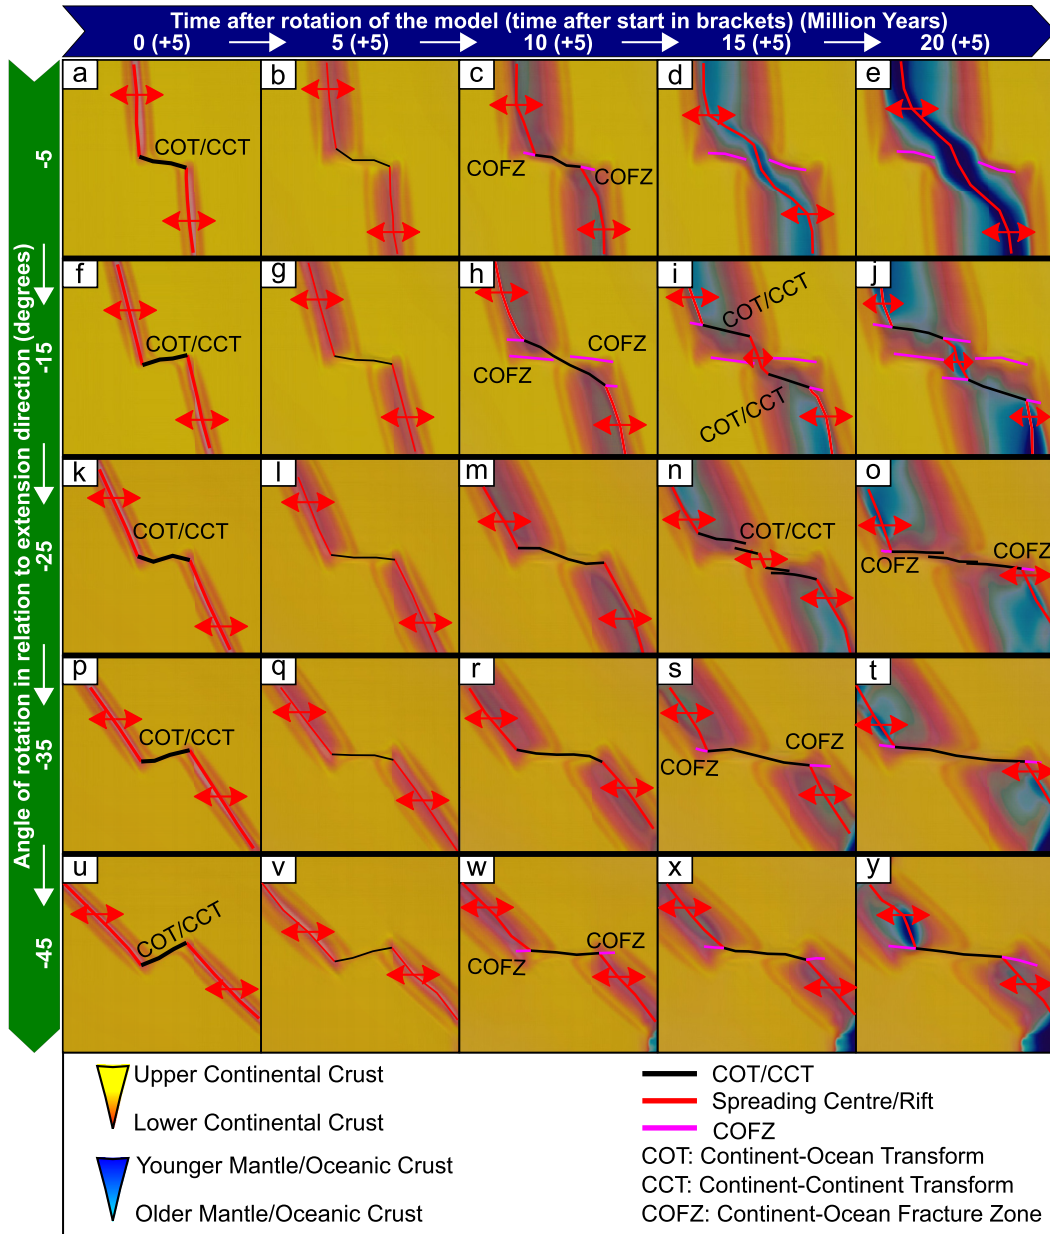 Time after rotation of the model (time after start in brackets) (Million Years)
0 (+5) 5 (+5) 10 (+5) 15 (+5) 20 (+5)
Angle of rotation in relation to extension direction (degrees)
-5
a b c d e
COT/CCT
COFZ
COFZ
-15
f g h i j
COT/CCT
COFZ
COFZ
COT/CCT
COT/CCT
-25
k l m n o
COT/CCT
COT/CCT
COFZ
COFZ
-35
p q r s t
COT/CCT
COFZ
COFZ
-45
u v w x y
COT/CCT
COFZ
COFZ
Upper Continental Crust
Lower Continental Crust
Younger Mantle/Oceanic Crust
Older Mantle/Oceanic Crust
COT/CCT
Spreading Centre/Rift
COFZ
COT: Continent-Ocean Transform
CCT: Continent-Continent Transform
COFZ: Continent-Ocean Fracture Zone